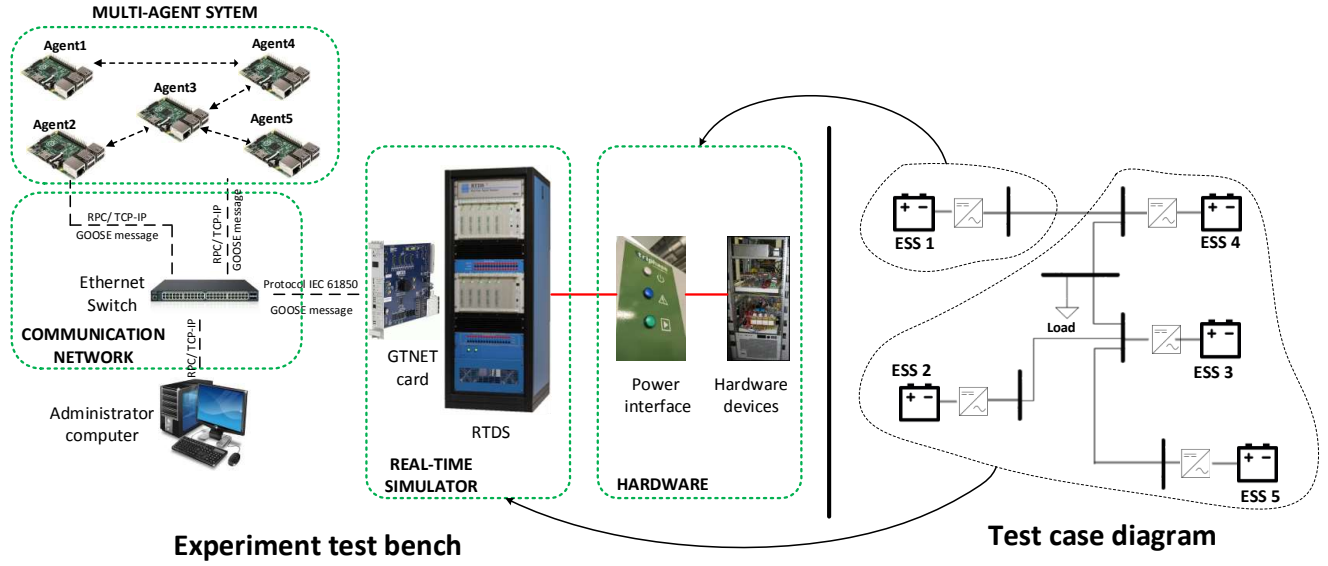 MULTI-AGENT SYTEM
Agent1
Agent4
Agent3
Agent2
Agent5
RPC/ TCP-IP
GOOSE message
RPC/ TCP-IP
GOOSE message
Ethernet
Switch
Protocol IEC 61850
GOOSE message
COMMUNICATION
NETWORK
RPC/ TCP-IP
Administrator
computer
GTNET
card
RTDS
RTDS
REAL-TIME
SIMULATOR
triphase
Power
interface
Hardware
devices
HARDWARE
Experiment test bench
ESS 1
ESS 4
Load
ESS 2
ESS 3
ESS 5
Test case diagram